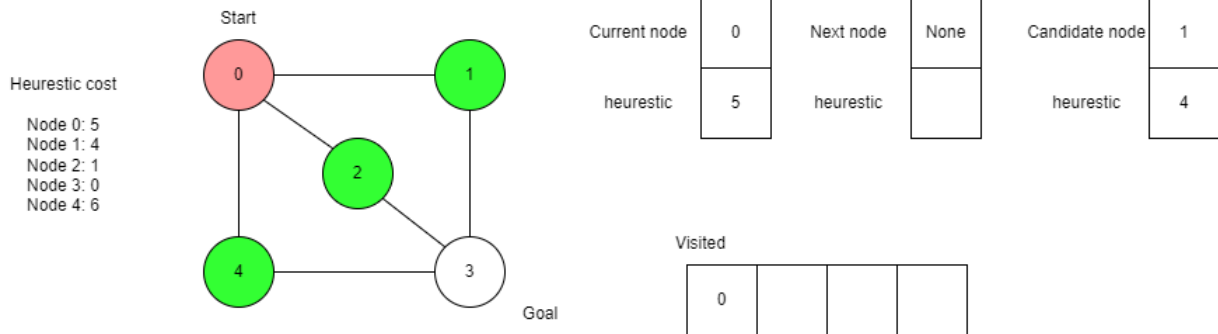 Start
Heurestic cost
Node 0: 5
Node 1: 4
Node 2: 1
Node 3: 0
Node 4: 6
0
1
2
4
3
Goal
Current node 0 Next node None Candidate node 1
heurestic 5 heurestic heurestic 4
Visited
0